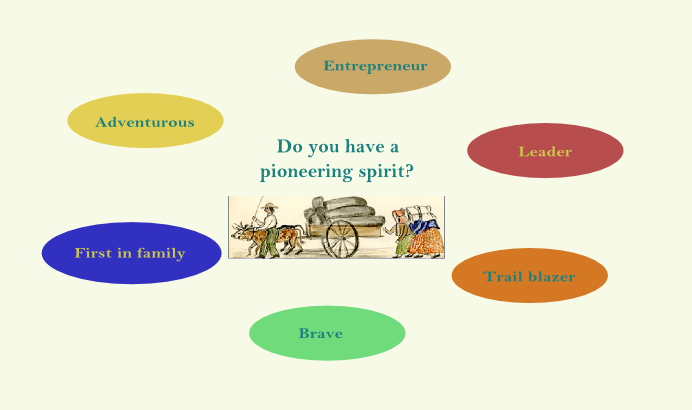 Entrepreneur
Adventurous
Do you have a
pioneering spirit?
Leader
First in family
Trail blazer
Brave